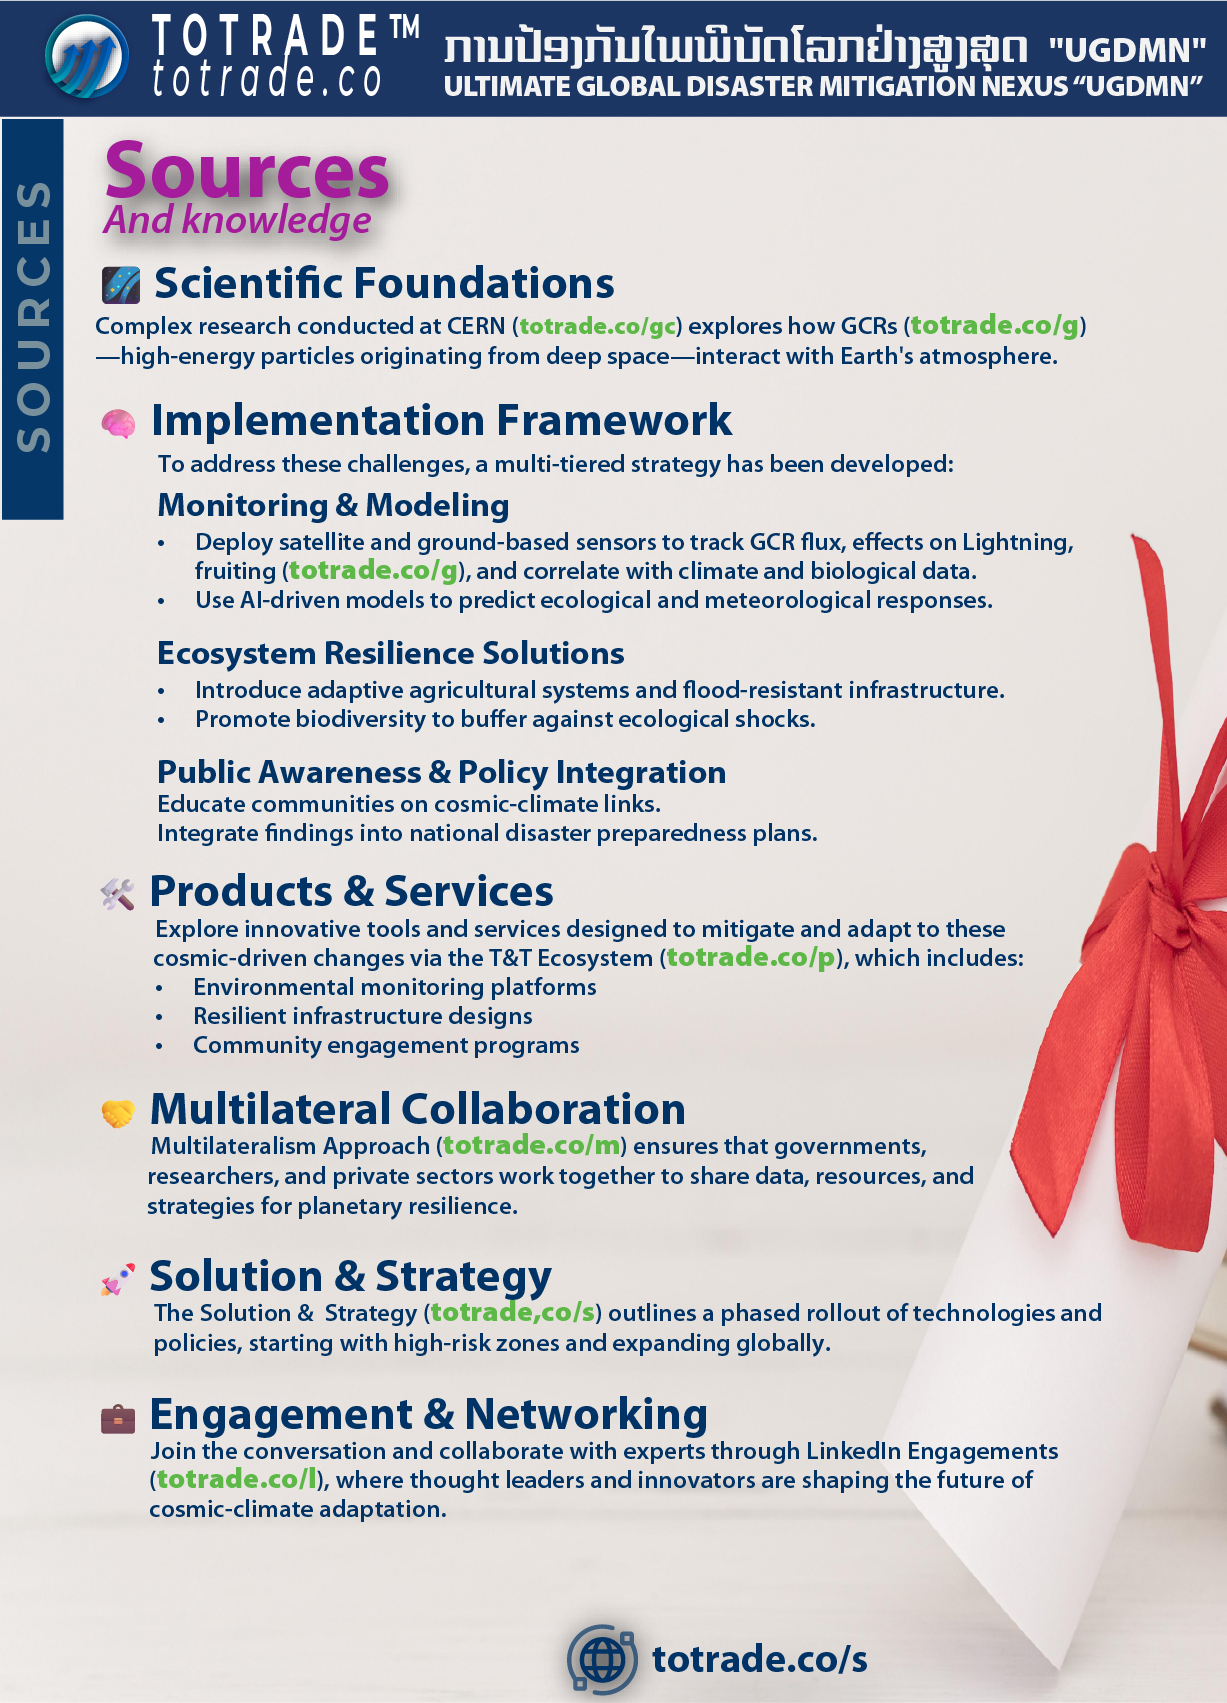 TOTRADE™
totrade.co
ການປ້ອງກັນໄພພິບັດໂລກຢ່າງສູງສຸດ "UGDMN"
ULTIMATE GLOBAL DISASTER MITIGATION NEXUS “UGDMN”
SOURCES
Sources
And knowledge
Scientific Foundations
Complex research conducted at CERN (totrade.co/gc) explores how GCRs (totrade.co/g)
—high-energy particles originating from deep space—interact with Earth's atmosphere.
Implementation Framework
To address these challenges, a multi-tiered strategy has been developed:
Monitoring & Modeling
• Deploy satellite and ground-based sensors to track GCR flux, effects on Lightning,
fruiting (totrade.co/g), and correlate with climate and biological data.
• Use AI-driven models to predict ecological and meteorological responses.
Ecosystem Resilience Solutions
• Introduce adaptive agricultural systems and flood-resistant infrastructure.
• Promote biodiversity to buffer against ecological shocks.
Public Awareness & Policy Integration
Educate communities on cosmic-climate links.
Integrate findings into national disaster preparedness plans.
Products & Services
Explore innovative tools and services designed to mitigate and adapt to these
cosmic-driven changes via the T&T Ecosystem (totrade.co/p), which includes:
• Environmental monitoring platforms
• Resilient infrastructure designs
• Community engagement programs
Multilateral Collaboration
Multilateralism Approach (totrade.co/m) ensures that governments,
researchers, and private sectors work together to share data, resources, and
strategies for planetary resilience.
Solution & Strategy
The Solution & Strategy (totrade,co/s) outlines a phased rollout of technologies and
policies, starting with high-risk zones and expanding globally.
Engagement & Networking
Join the conversation and collaborate with experts through LinkedIn Engagements
(totrade.co/l), where thought leaders and innovators are shaping the future of
cosmic-climate adaptation.
totrade.co/s